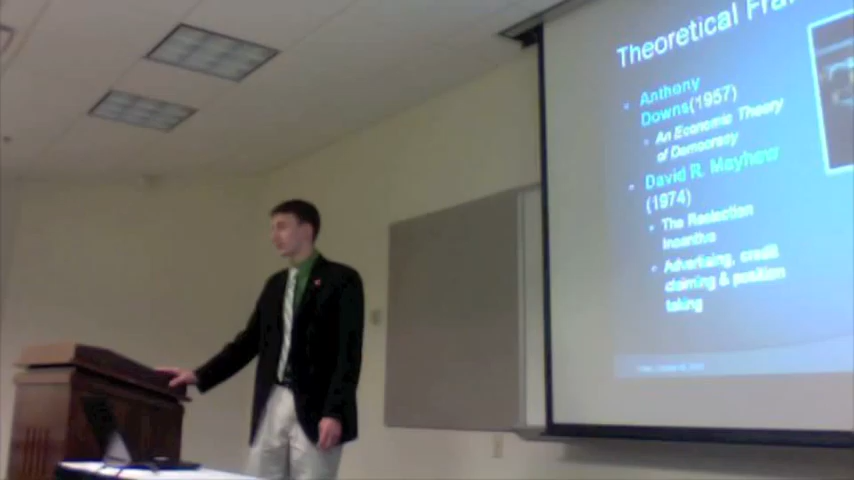 Theoretical Fra
Anthony
Downs(1957)
An Economic Theory
of Democracy
David R. Mayhew
(1974)
The Reelection
Incentive
Advertising, credit
claiming & position
taking